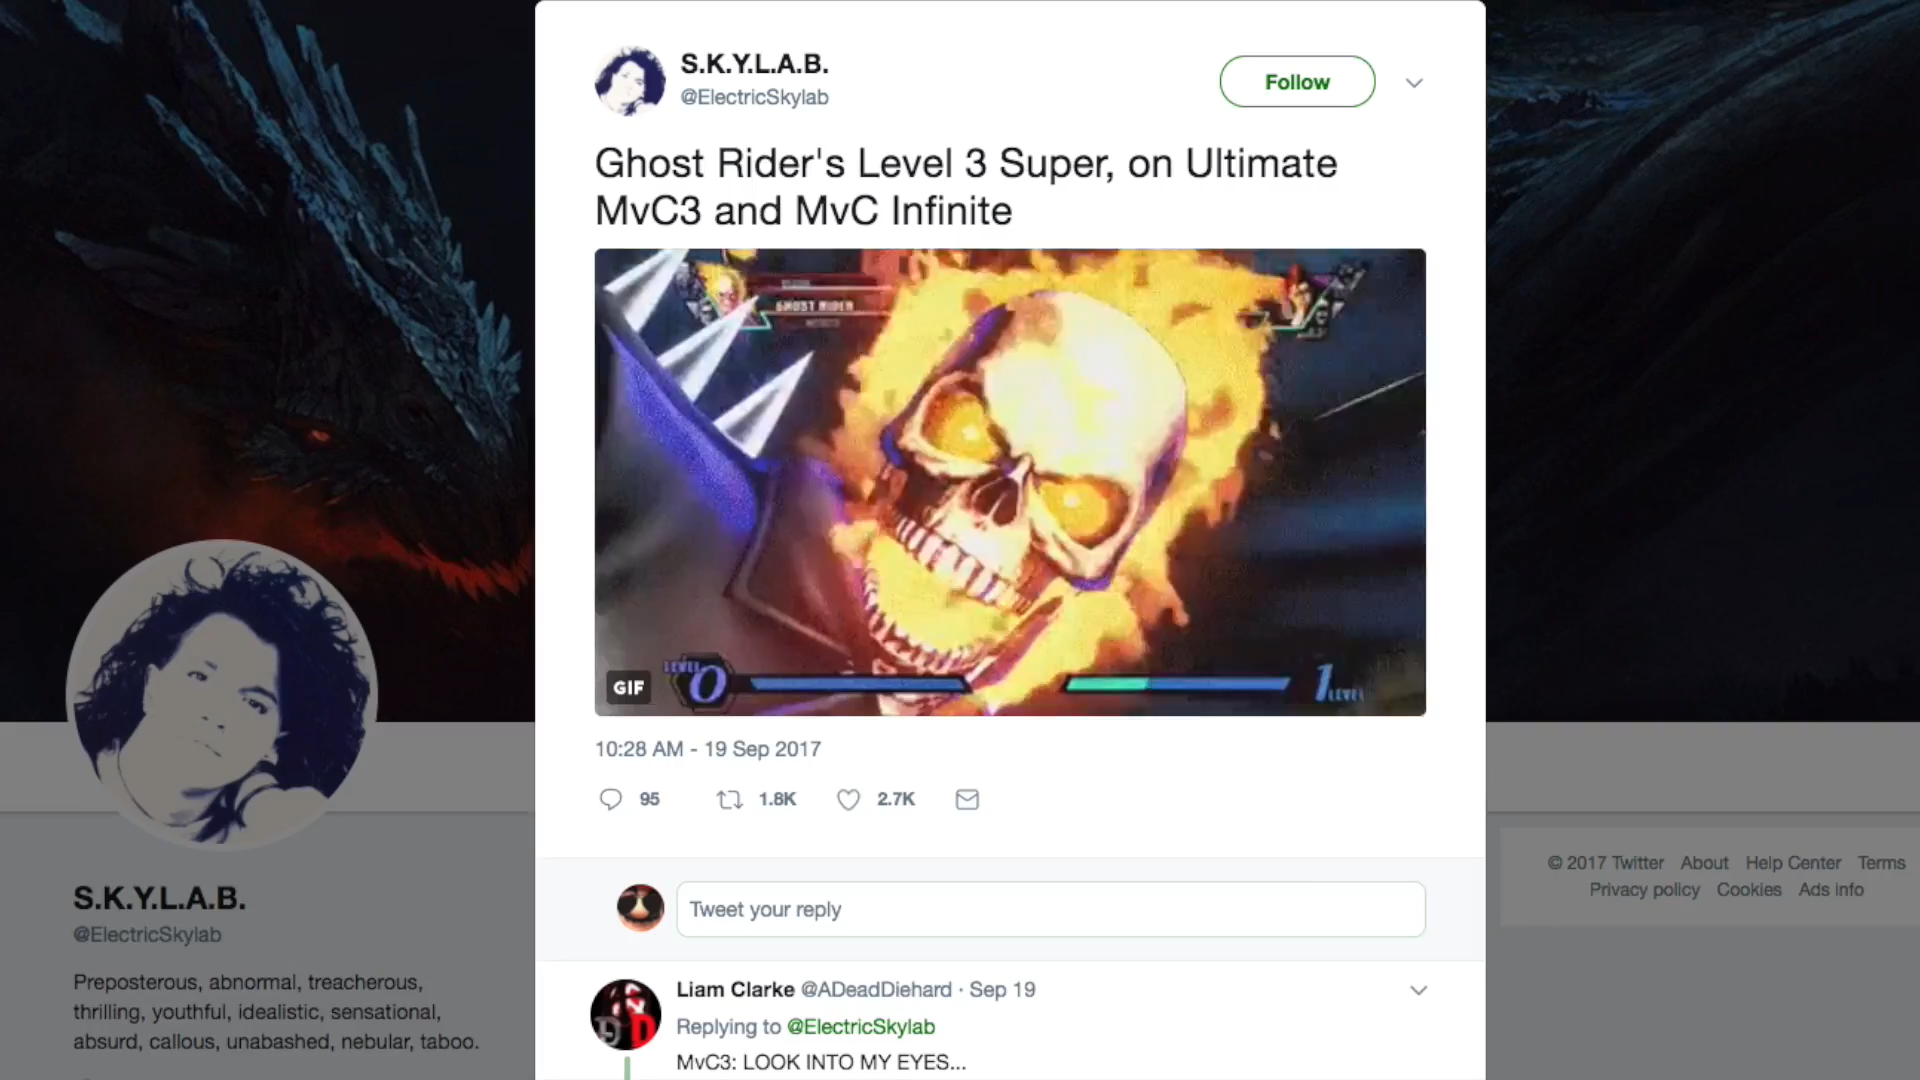 S.K.Y.L.A.B.
@ElectricSkylab
Follow
Ghost Rider's Level 3 Super, on Ultimate
MvC3 and MvC Infinite
GHOST RIDER
GIF
LEVEL 0
1 LEVEL
10:28 AM - 19 Sep 2017
95
1.8K
2.7K
Tweet your reply
Liam Clarke @ADeadDiehard · Sep 19
Replying to @ElectricSkylab
MvC3: LOOK INTO MY EYES...
S.K.Y.L.A.B.
@ElectricSkylab
Preposterous, abnormal, treacherous,
thrilling, youthful, idealistic, sensational,
absurd, callous, unabashed, nebular, taboo.
© 2017 Twitter About Help Center Terms
Privacy policy Cookies Ads info